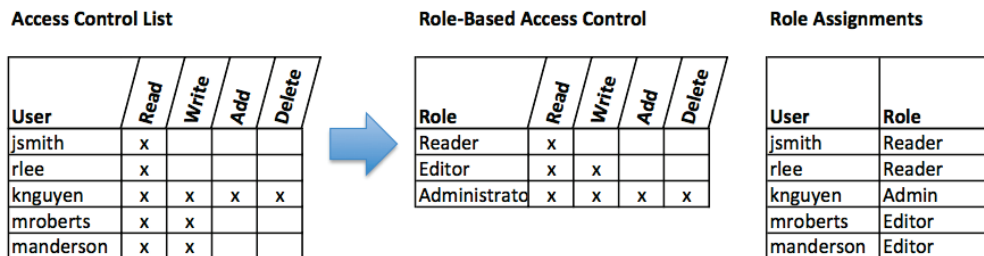 Access Control List
User Read Write Add Delete
jsmith x
rlee x
knguyen x x x x
mroberts x x
manderson x x
Role-Based Access Control
Role Read Write Add Delete
Reader x
Editor x x
Administrato x x x x
Role Assignments
User Role
jsmith Reader
rlee Reader
knguyen Admin
mroberts Editor
manderson Editor